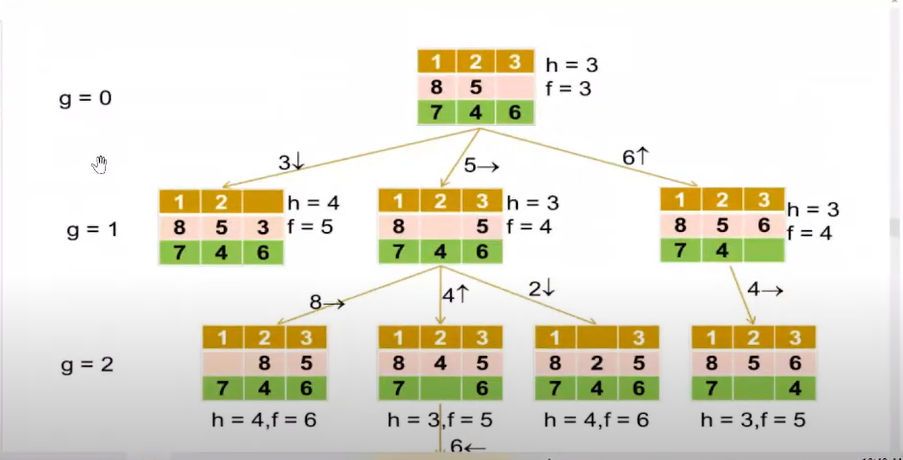 1 2 3 h = 3
8 5 f = 3
g = 0
7 4 6
3↓ 5→ 6↑
1 2 h = 4 1 2 3 h = 3 1 2 3 h = 3
g = 1 8 5 3 f = 5 8 5 f = 4 8 5 6 f = 4
7 4 6 7 4 6 7 4
8→ 4↑ 2↓ 4→
1 2 3 1 2 3 1 3 1 2 3
g = 2 8 5 8 4 5 8 2 5 8 5 6
7 4 6 7 6 7 4 6 7 4
h = 4,f = 6 h = 3,f = 5 h = 4,f = 6 h = 3,f = 5
6←